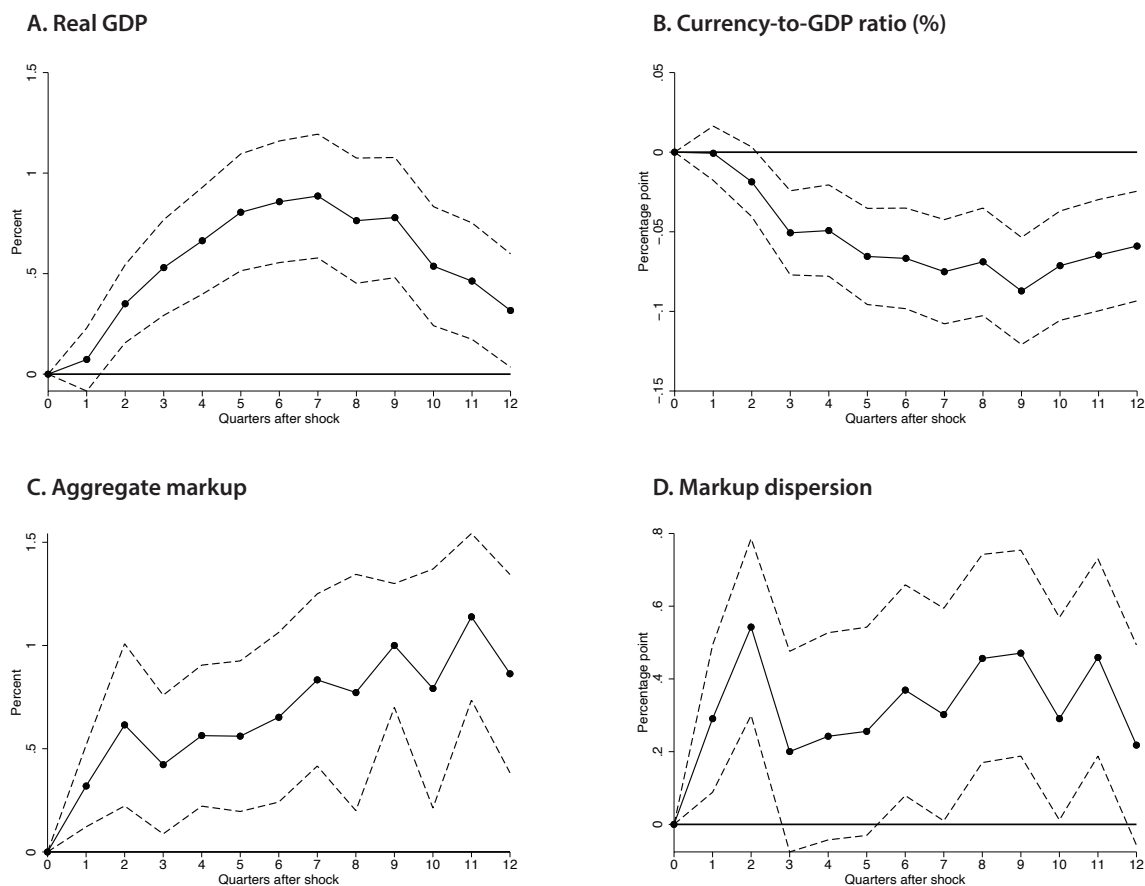 A. Real GDP
1.5
1
.5
0
Percent
0 1 2 3 4 5 6 7 8 9 10 11 12
Quarters after shock
B. Currency-to-GDP ratio (%)
.05
0
-.05
-.1
-.15
Percentage point
0 1 2 3 4 5 6 7 8 9 10 11 12
Quarters after shock
C. Aggregate markup
1.5
1
.5
0
Percent
0 1 2 3 4 5 6 7 8 9 10 11 12
Quarters after shock
D. Markup dispersion
.8
.6
.4
.2
0
Percentage point
0 1 2 3 4 5 6 7 8 9 10 11 12
Quarters after shock